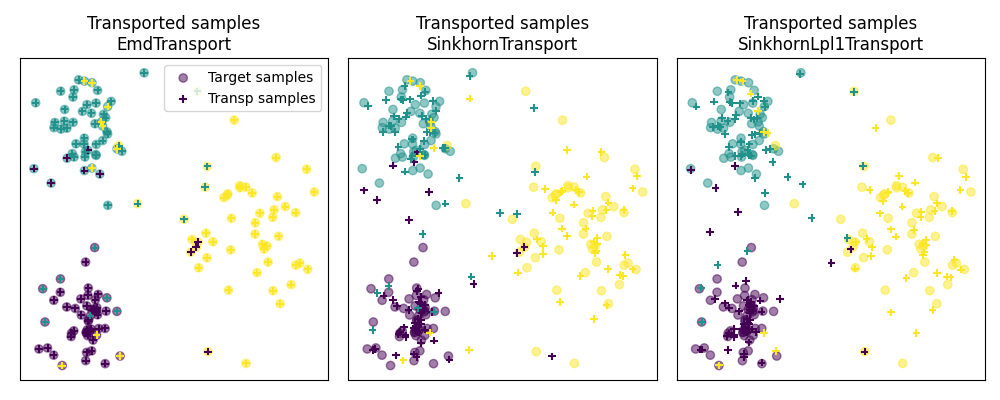 Transported samples
EmdTransport
Target samples
Transp samples
Transported samples
SinkhornTransport
Transported samples
SinkhornLpl1Transport